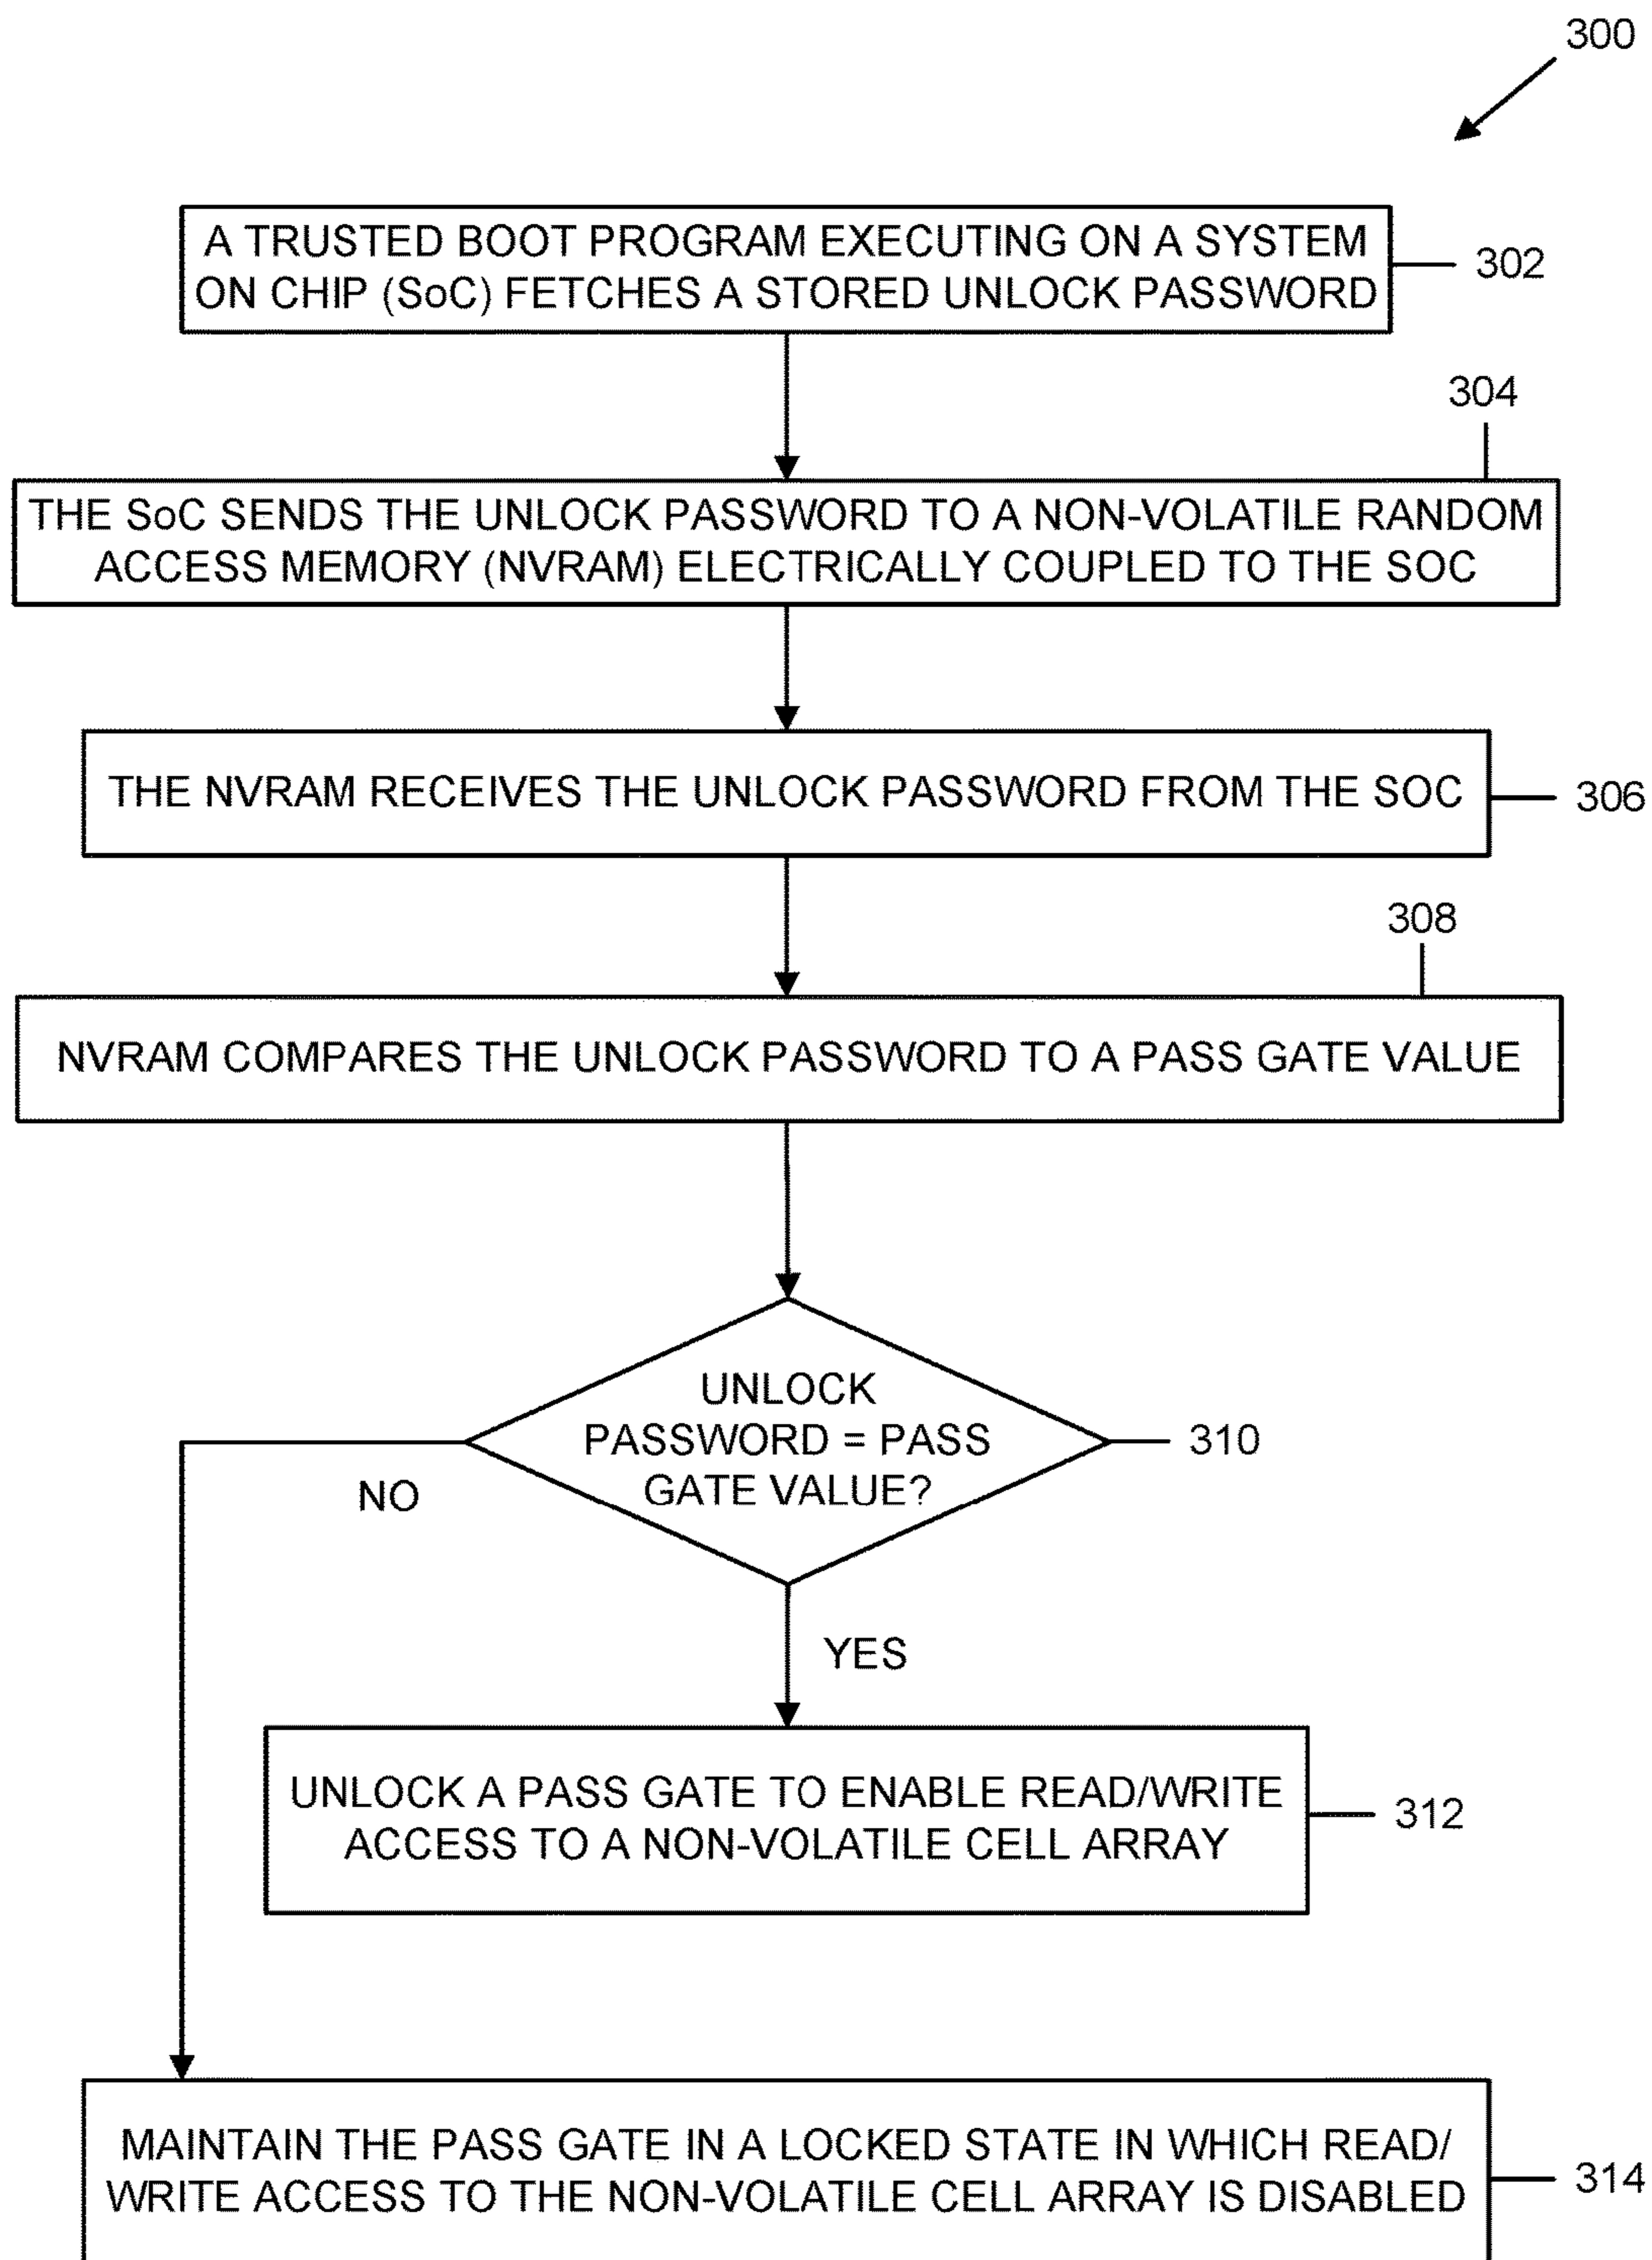 300
A TRUSTED BOOT PROGRAM EXECUTING ON A SYSTEM
ON CHIP (SoC) FETCHES A STORED UNLOCK PASSWORD
302
304
THE SoC SENDS THE UNLOCK PASSWORD TO A NON-VOLATILE RANDOM
ACCESS MEMORY (NVRAM) ELECTRICALLY COUPLED TO THE SOC
THE NVRAM RECEIVES THE UNLOCK PASSWORD FROM THE SOC
306
308
NVRAM COMPARES THE UNLOCK PASSWORD TO A PASS GATE VALUE
UNLOCK
PASSWORD = PASS
GATE VALUE?
310
NO
YES
UNLOCK A PASS GATE TO ENABLE READ/WRITE
ACCESS TO A NON-VOLATILE CELL ARRAY
312
MAINTAIN THE PASS GATE IN A LOCKED STATE IN WHICH READ/
WRITE ACCESS TO THE NON-VOLATILE CELL ARRAY IS DISABLED
314